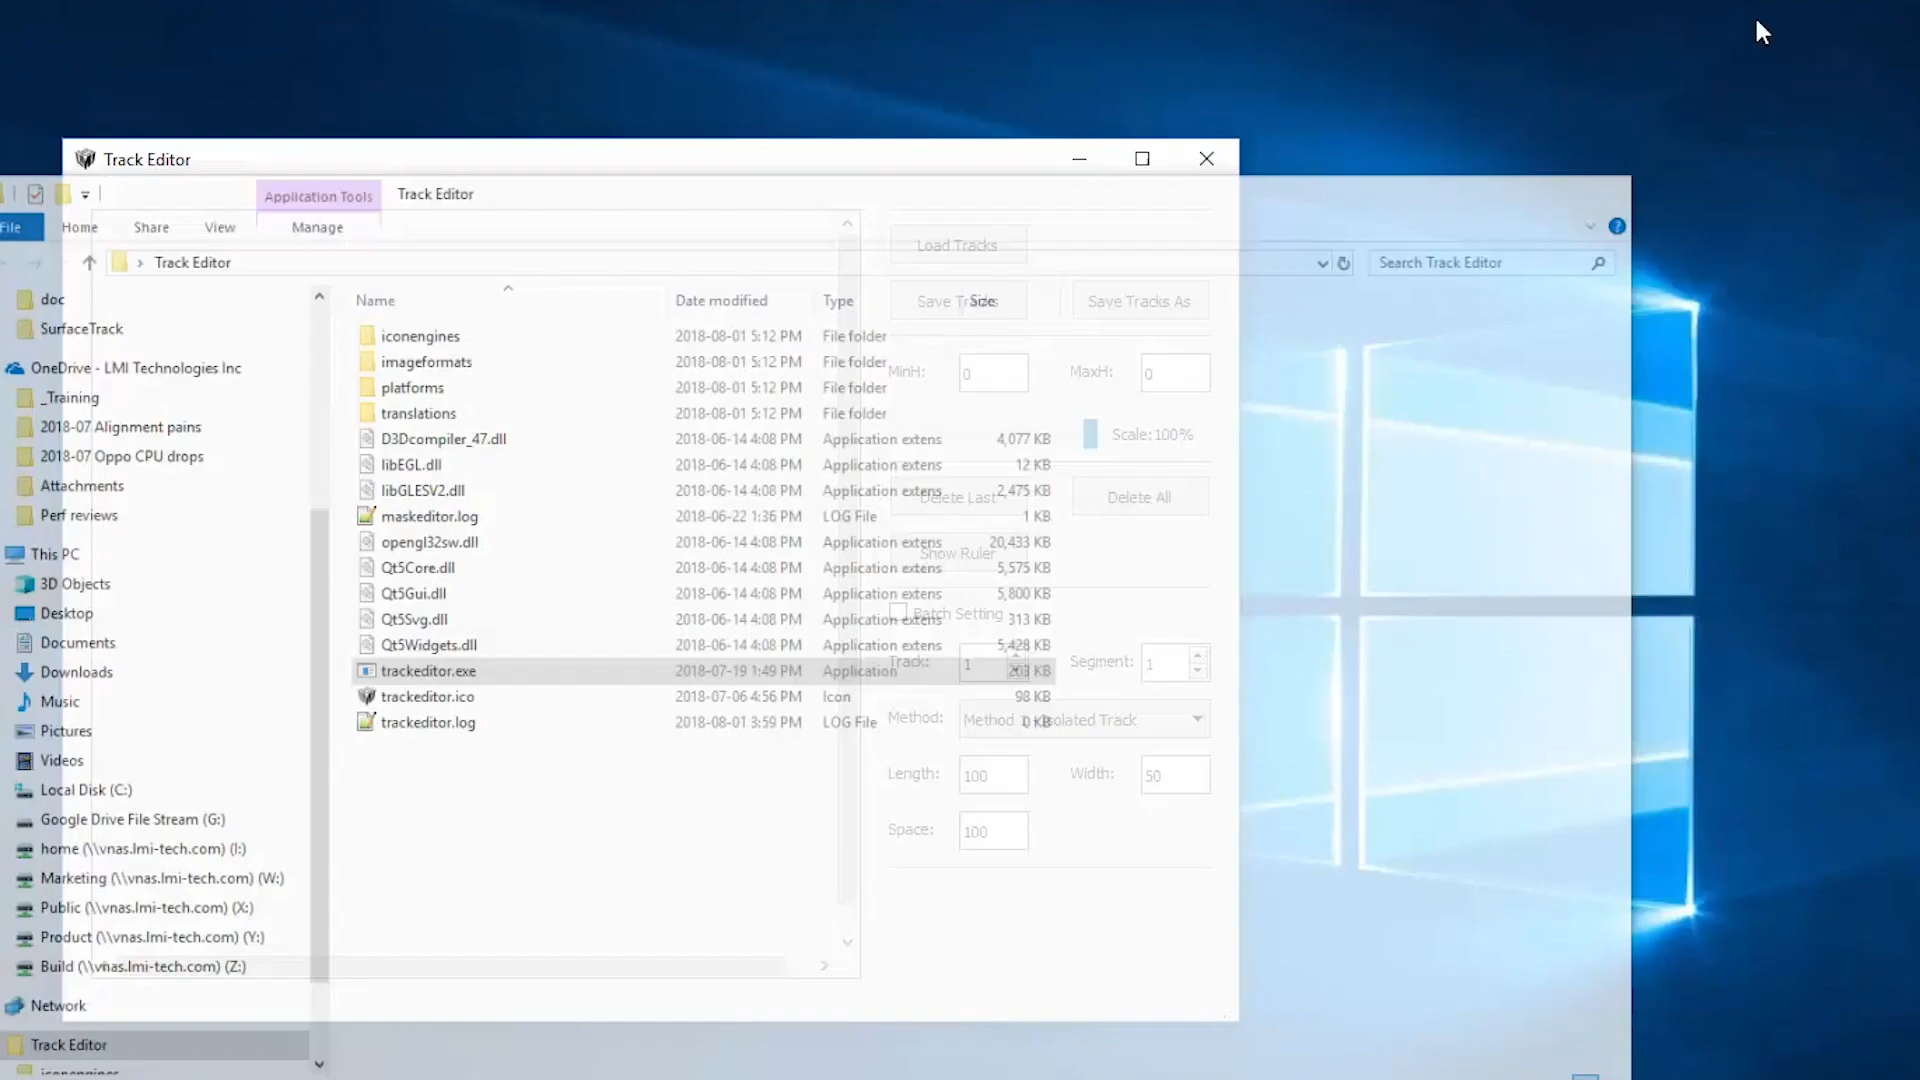 Track Editor
Application Tools
Track Editor
File
Home
Share
View
Manage
Track Editor
Search Track Editor
Name
Date modified
Type
Size
doc
SurfaceTrack
OneDrive - LMI Technologies Inc
_Training
2018-07 Alignment pains
2018-07 Oppo CPU drops
Attachments
Perf reviews
This PC
3D Objects
Desktop
Documents
Downloads
Music
Pictures
Videos
Local Disk (C:)
Google Drive File Stream (G:)
home (\\vnas.lmi-tech.com) (I:)
Marketing (\\vnas.lmi-tech.com) (W:)
Public (\\vnas.lmi-tech.com) (X:)
Product (\\vnas.lmi-tech.com) (Y:)
Build (\\vnas.lmi-tech.com) (Z:)
Network
Track Editor
iconengines
iconengines 2018-08-01 5:12 PM File folder
imageformats 2018-08-01 5:12 PM File folder
platforms 2018-08-01 5:12 PM File folder
translations 2018-08-01 5:12 PM File folder
D3Dcompiler_47.dll 2018-06-14 4:08 PM Application extens 4,077 KB
libEGL.dll 2018-06-14 4:08 PM Application extens 12 KB
libGLESV2.dll 2018-06-14 4:08 PM Application extens 2,475 KB
maskeditor.log 2018-06-22 1:36 PM LOG File 1 KB
opengl32sw.dll 2018-06-14 4:08 PM Application extens 20,433 KB
Qt5Core.dll 2018-06-14 4:08 PM Application extens 5,575 KB
Qt5Gui.dll 2018-06-14 4:08 PM Application extens 5,800 KB
Qt5Svg.dll 2018-06-14 4:08 PM Application extens 313 KB
Qt5Widgets.dll 2018-06-14 4:08 PM Application extens 5,428 KB
trackeditor.exe 2018-07-19 1:49 PM Application 203 KB
trackeditor.ico 2018-07-06 4:56 PM Icon 98 KB
trackeditor.log 2018-08-01 3:59 PM LOG File 0 KB
Load Tracks
Save Tracks
Save Tracks As
MinH: 0
MaxH: 0
Scale:100%
Delete Last
Delete All
Show Ruler
Batch Setting
Track: 1
Segment: 1
Method: Method Isolated Track
Length: 100
Width: 50
Space: 100